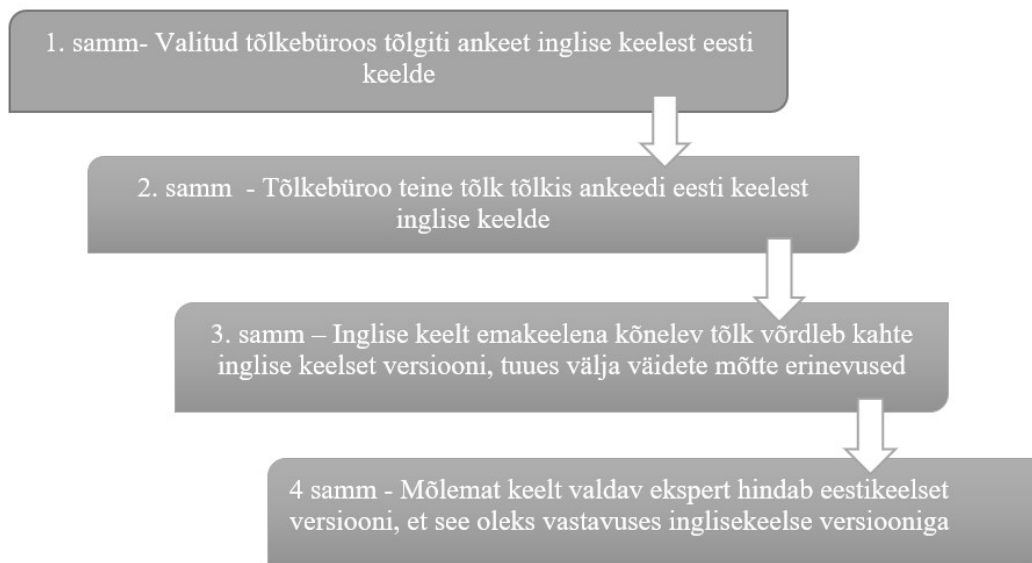 1. samm- Valitud tõlkebüroos tõlgiti ankeet inglise keelest eesti
keelde
2. samm  - Tõlkebüroo teine tõlk tõlkis ankeedi eesti keelest
inglise keelde
3. samm – Inglise keelt emakeelena kõnelev tõlk võrdleb kahte
inglise keelset versiooni, tuues välja väidete mõtte erinevused
4 samm - Mõlemat keelt valdav ekspert hindab eestikeelset
versiooni, et see oleks vastavuses inglisekeelse versiooniga